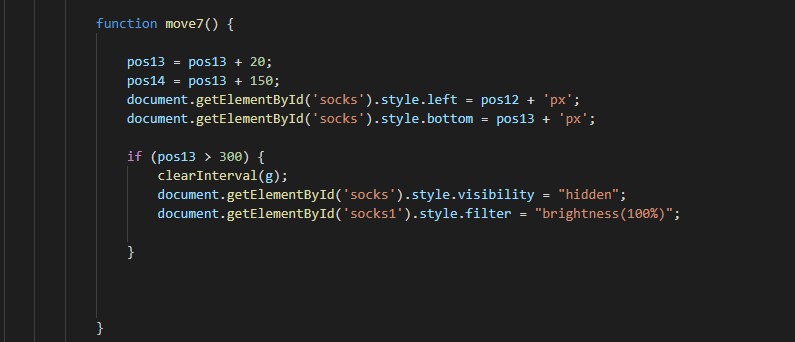 function move7() {
pos13 = pos13 + 20;
pos14 = pos13 + 150;
document.getElementById('socks').style.left = pos12 + 'px';
document.getElementById('socks').style.bottom = pos13 + 'px';
if (pos13 > 300) {
clearInterval(g);
document.getElementById('socks').style.visibility = "hidden";
document.getElementById('socks1').style.filter = "brightness(100%)";
}
}